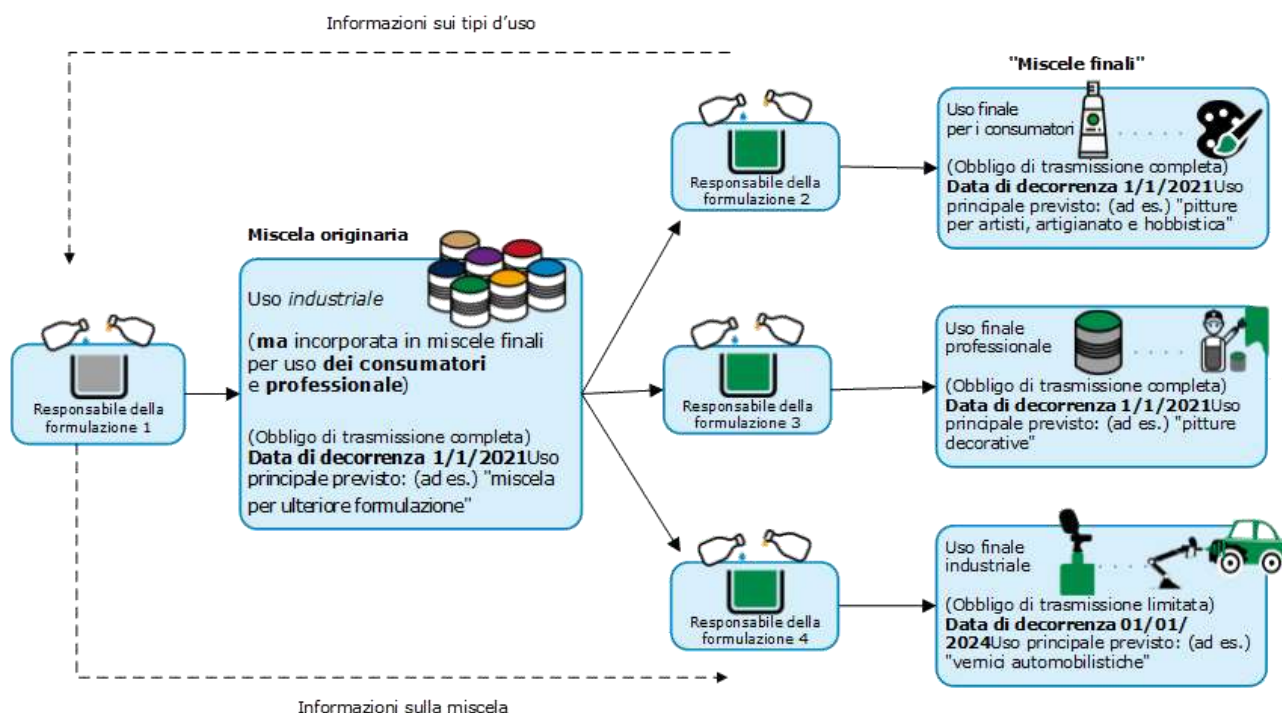 Informazioni sui tipi d'uso
"Miscele finali"
Uso finale
per i consumatori
(Obbligo di trasmissione completa)
Data di decorrenza 1/1/2021Uso
principale previsto: (ad es.) "pitture
per artisti, artigianato e hobbistica"
Responsabile della
formulazione 2
Miscela originaria
Uso industriale
(ma incorporata in miscele finali
per uso dei consumatori
e professionale)
(Obbligo di trasmissione completa)
Data di decorrenza 1/1/2021Uso
principale previsto: (ad es.) "miscela
per ulteriore formulazione"
Responsabile della
formulazione 1
Responsabile della
formulazione 3
Uso finale
professionale
(Obbligo di trasmissione completa)
Data di decorrenza 1/1/2021Uso
principale previsto: (ad es.) "pitture
decorative"
Responsabile della
formulazione 4
Uso finale
industriale
(Obbligo di trasmissione limitata)
Data di decorrenza 01/01/
2024Uso principale previsto: (ad es.)
"vernici automobilistiche"
Informazioni sulla miscela